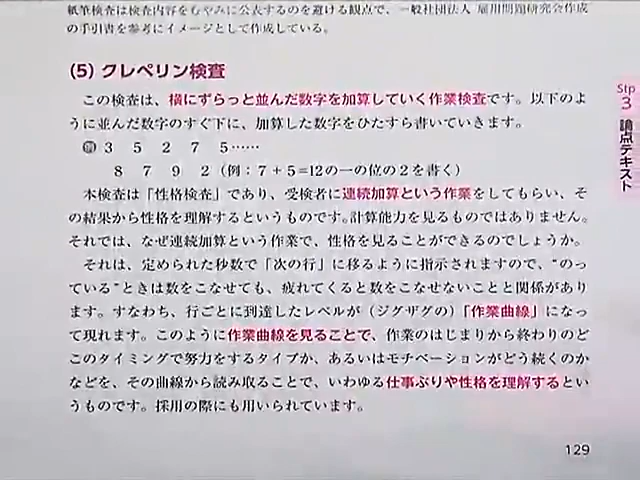 紙筆検査は検査内容をむやみに公表するのを避ける観点で、一般社団法人 雇用問題研究会作成
の手引書を参考にイメージとして作成している。
(5) クレペリン検査
この検査は、横にずらっと並んだ数字を加算していく作業検査です。以下のよ
うに並んだ数字のすぐ下に、加算した数字をひたすら書いていきます。
例 3 5 2 7 5……
8 7 9 2 (例：7＋5=12の一の位の2を書く)
本検査は「性格検査」であり、受検者に連続加算という作業をしてもらい、そ
の結果から性格を理解するというものです。計算能力を見るものではありません。
それでは、なぜ連続加算という作業で、性格を見ることができるのでしょうか。
それは、定められた秒数で「次の行」に移るように指示されますので、“のっ
ている”ときは数をこなせても、疲れてくると数をこなせないことと関係があり
ます。すなわち、行ごとに到達したレベルが（ジグザグの）「作業曲線」になっ
て現れます。このように作業曲線を見ることで、作業のはじまりから終わりのど
このタイミングで努力をするタイプか、あるいはモチベーションがどう続くのか
などを、その曲線から読み取ることで、いわゆる仕事ぶりや性格を理解するとい
うものです。採用の際にも用いられています。
Stp
3
論点テキスト
129